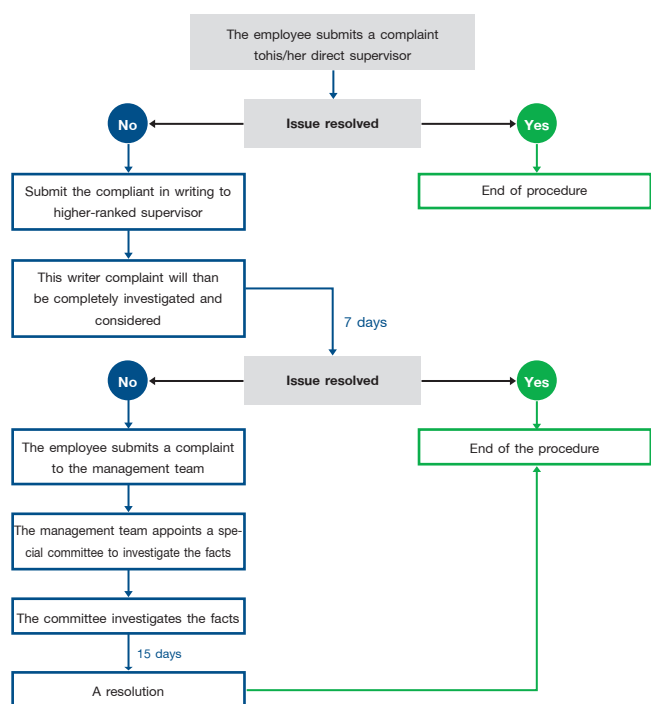 The employee submits a complaint
tohis/her direct supervisor
No
Issue resolved
Yes
Submit the compliant in writing to
higher-ranked supervisor
End of procedure
This writer complaint will than
be completely investigated and
considered
7 days
No
Issue resolved
Yes
The employee submits a complaint
to the management team
End of the procedure
The management team appoints a spe-
cial committee to investigate the facts
The committee investigates the facts
15 days
A resolution